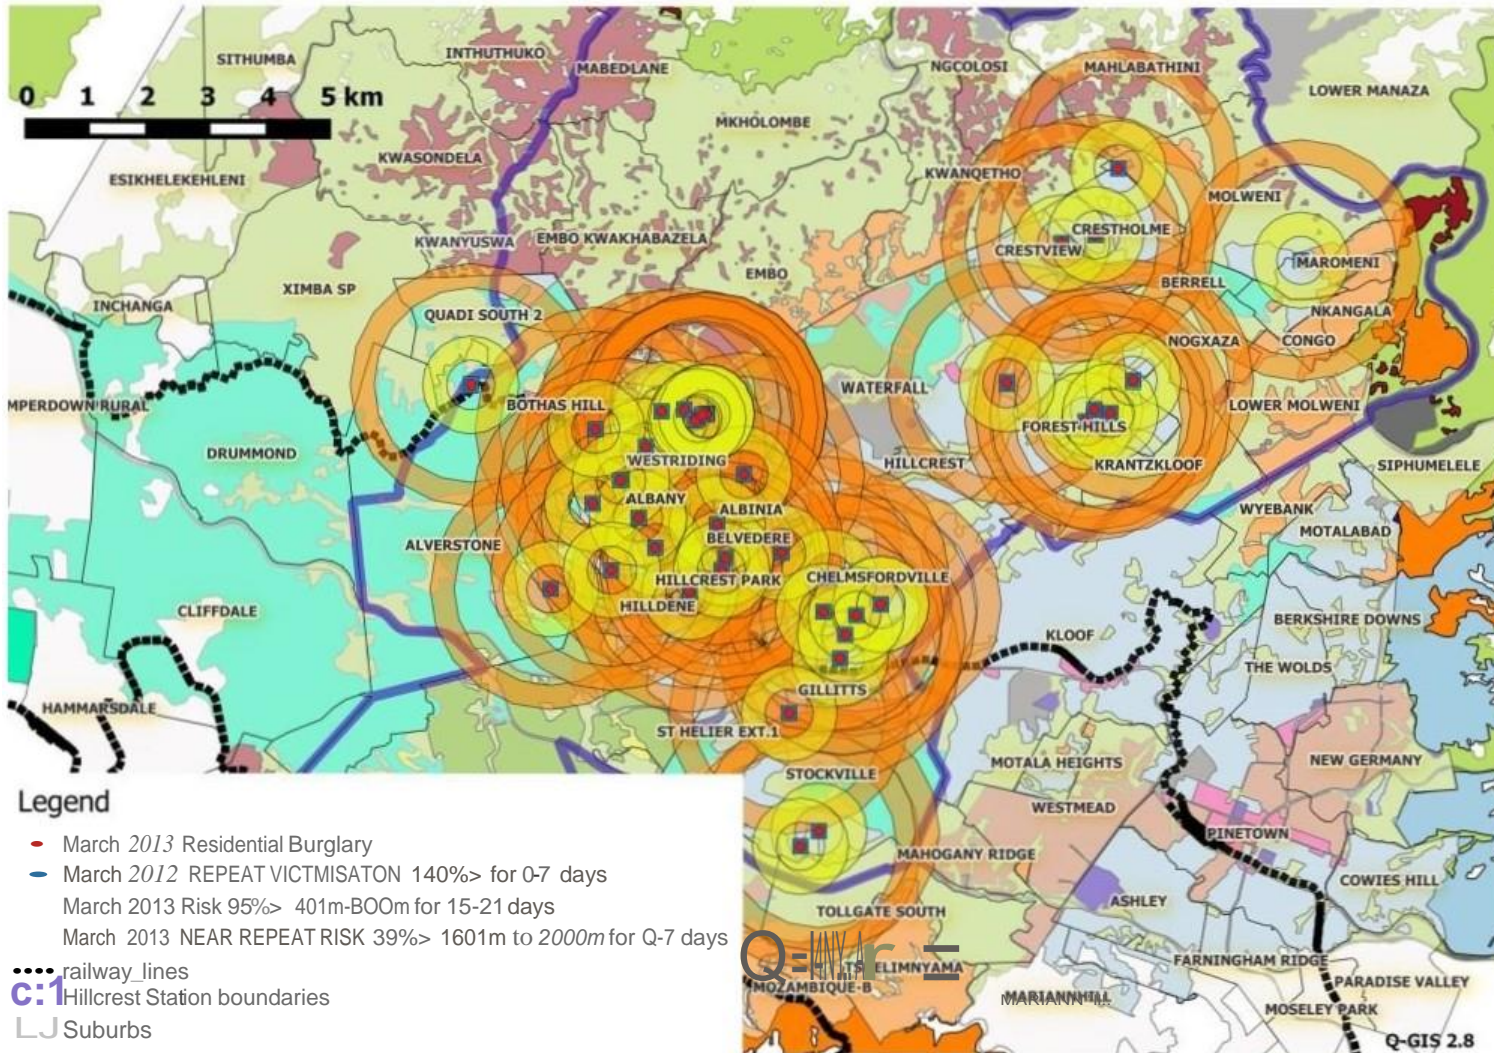 SITHUMBA
INTHUTHUKO
MABEDLANE
NGCOLOSI
MAHLABATHINI
LOWER MANAZA
0 1 2 3 4 5 km
MKHOLOMBE
KWASONDELA
ESIKHELEKEHLENI
KWANQETHO
MOLWENI
CRESTHOLME
KWANYUSWA
EMBO KWAKHABAZELA
CRESTVIEW
MAROMENI
EMBO
BERRELL
XIMBA SP
INCHANGA
QUADI SOUTH 2
NKANGALA
NOGXAZA
CONGO
WATERFALL
MPERDOWN RURAL
BOTHAS HILL
LOWER MOLWENI
FOREST HILLS
DRUMMOND
WESTRIDING
HILLCREST
KRANTZKLOOF
SIPHUMELELE
ALBANY
ALBINIA
WYEBANK
MOTALABAD
BELVEDERE
ALVERSTONE
HILLCREST PARK
CHELMSFORDVILLE
HILLDENE
CLIFFDALE
BERKSHIRE DOWNS
KLOOF
THE WOLDS
GILLITTS
HAMMARSDALE
ST HELIER EXT.1
STOCKVILLE
MOTALA HEIGHTS
NEW GERMANY
WESTMEAD
PINETOWN
MAHOGANY RIDGE
COWIES HILL
ASHLEY
TOLLGATE SOUTH
FARNINGHAM RIDGE
TSHELIMNYAMA
PARADISE VALLEY
MOZAMBIQUE-B
MOSELEY PARK
Q-GIS 2.8
Legend
March 2013 Residential Burglary
March 2012 REPEAT VICTMISATON 140%> for 0-7 days
March 2013 Risk 95%> 401m-BOOm for 15-21 days
March 2013 NEAR REPEAT RISK 39%> 1601m to 2000m for Q-7 days
railway_lines
c:1 Hillcrest Station boundaries
LJ Suburbs